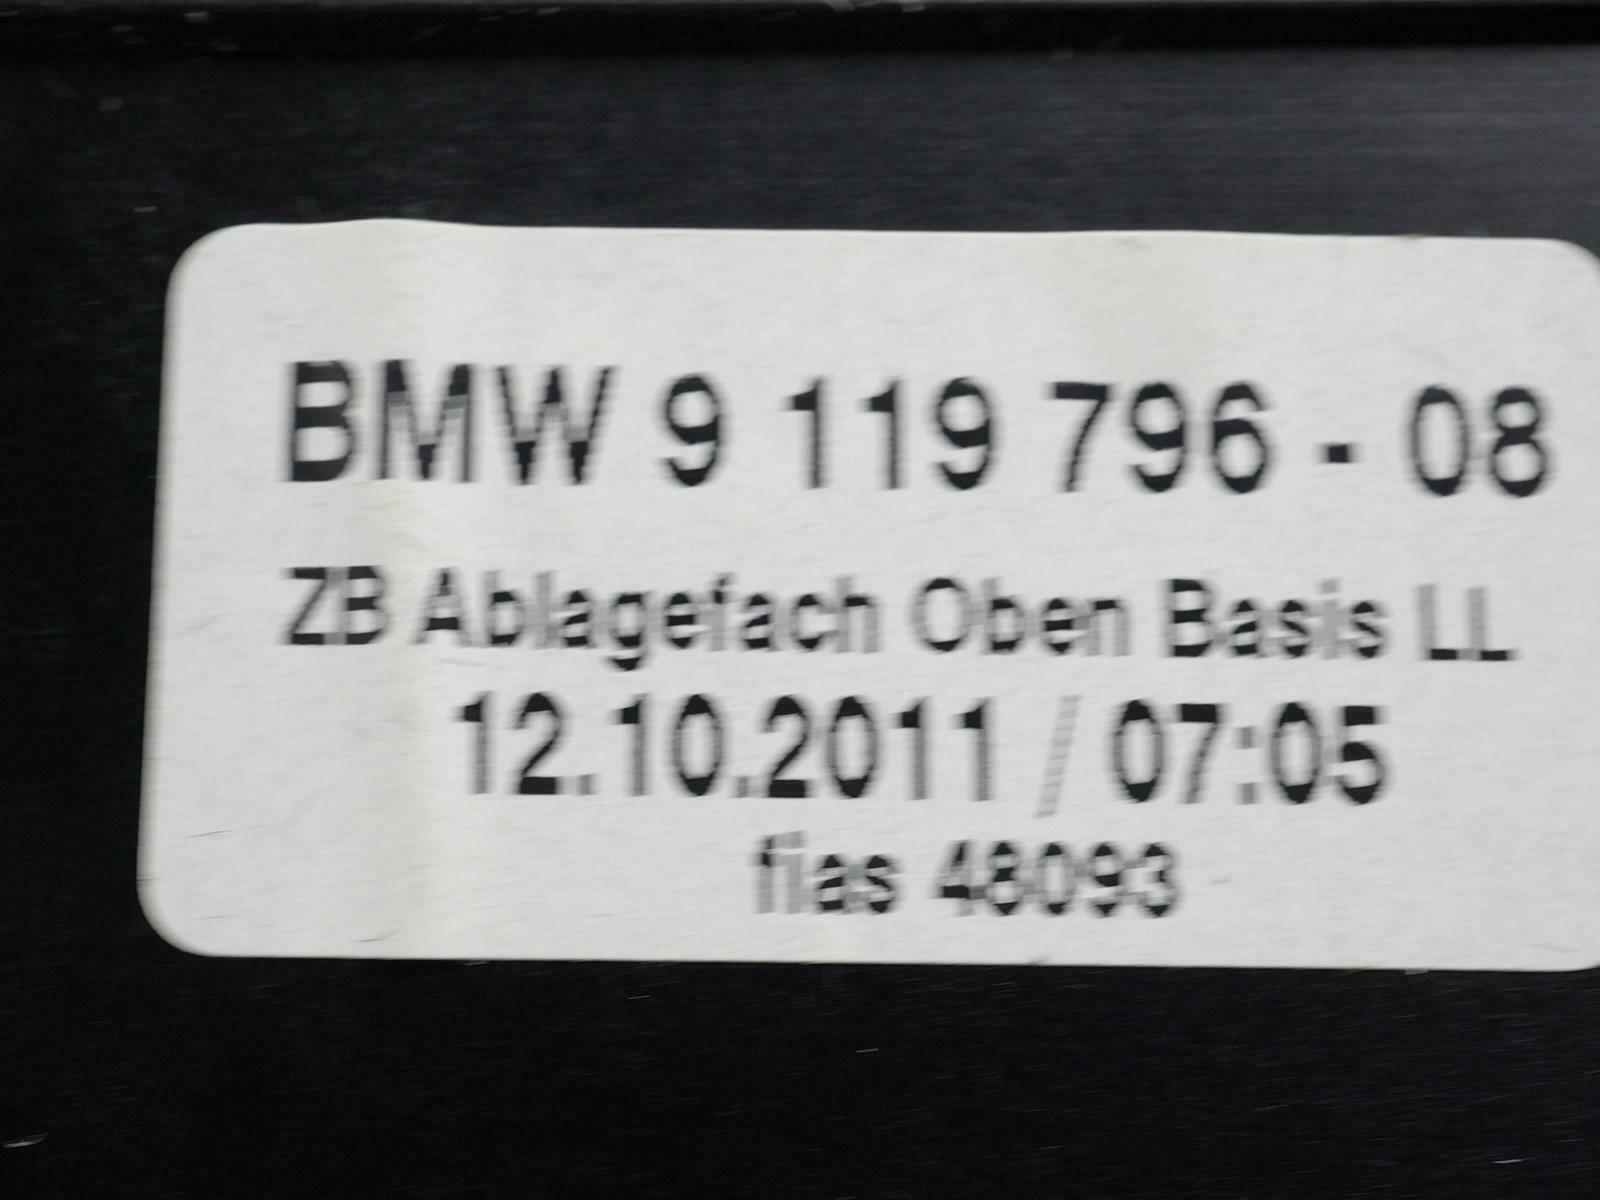 BMW 9 119 796 - 08
ZB Ablagefach Oben Basis LL
12.10.2011 / 07:05
fias 48093